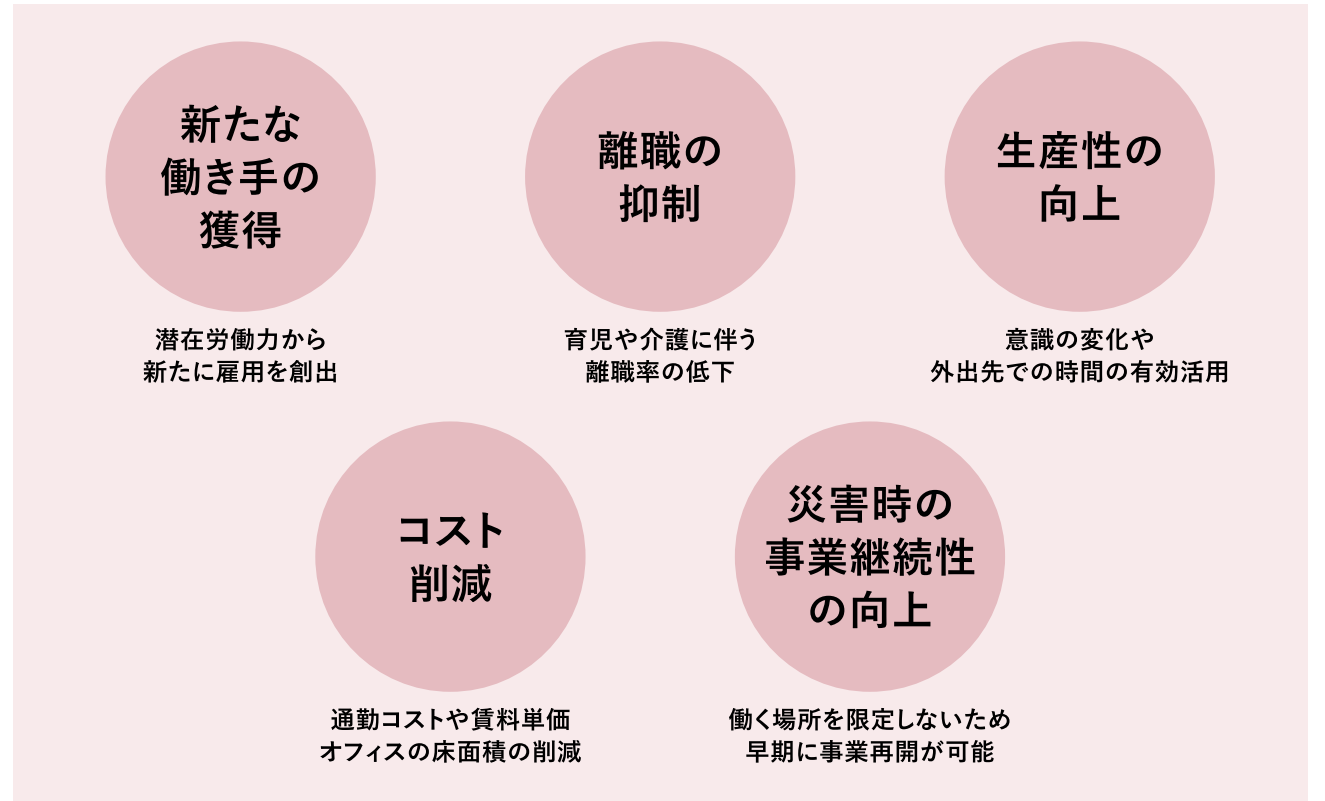 新たな
働き手の
獲得
潜在労働力から
新たに雇用を創出
離職の
抑制
育児や介護に伴う
離職率の低下
生産性の
向上
意識の変化や
外出先での時間の有効活用
コスト
削減
通勤コストや賃料単価
オフィスの床面積の削減
災害時の
事業継続性
の向上
働く場所を限定しないため
早期に事業再開が可能